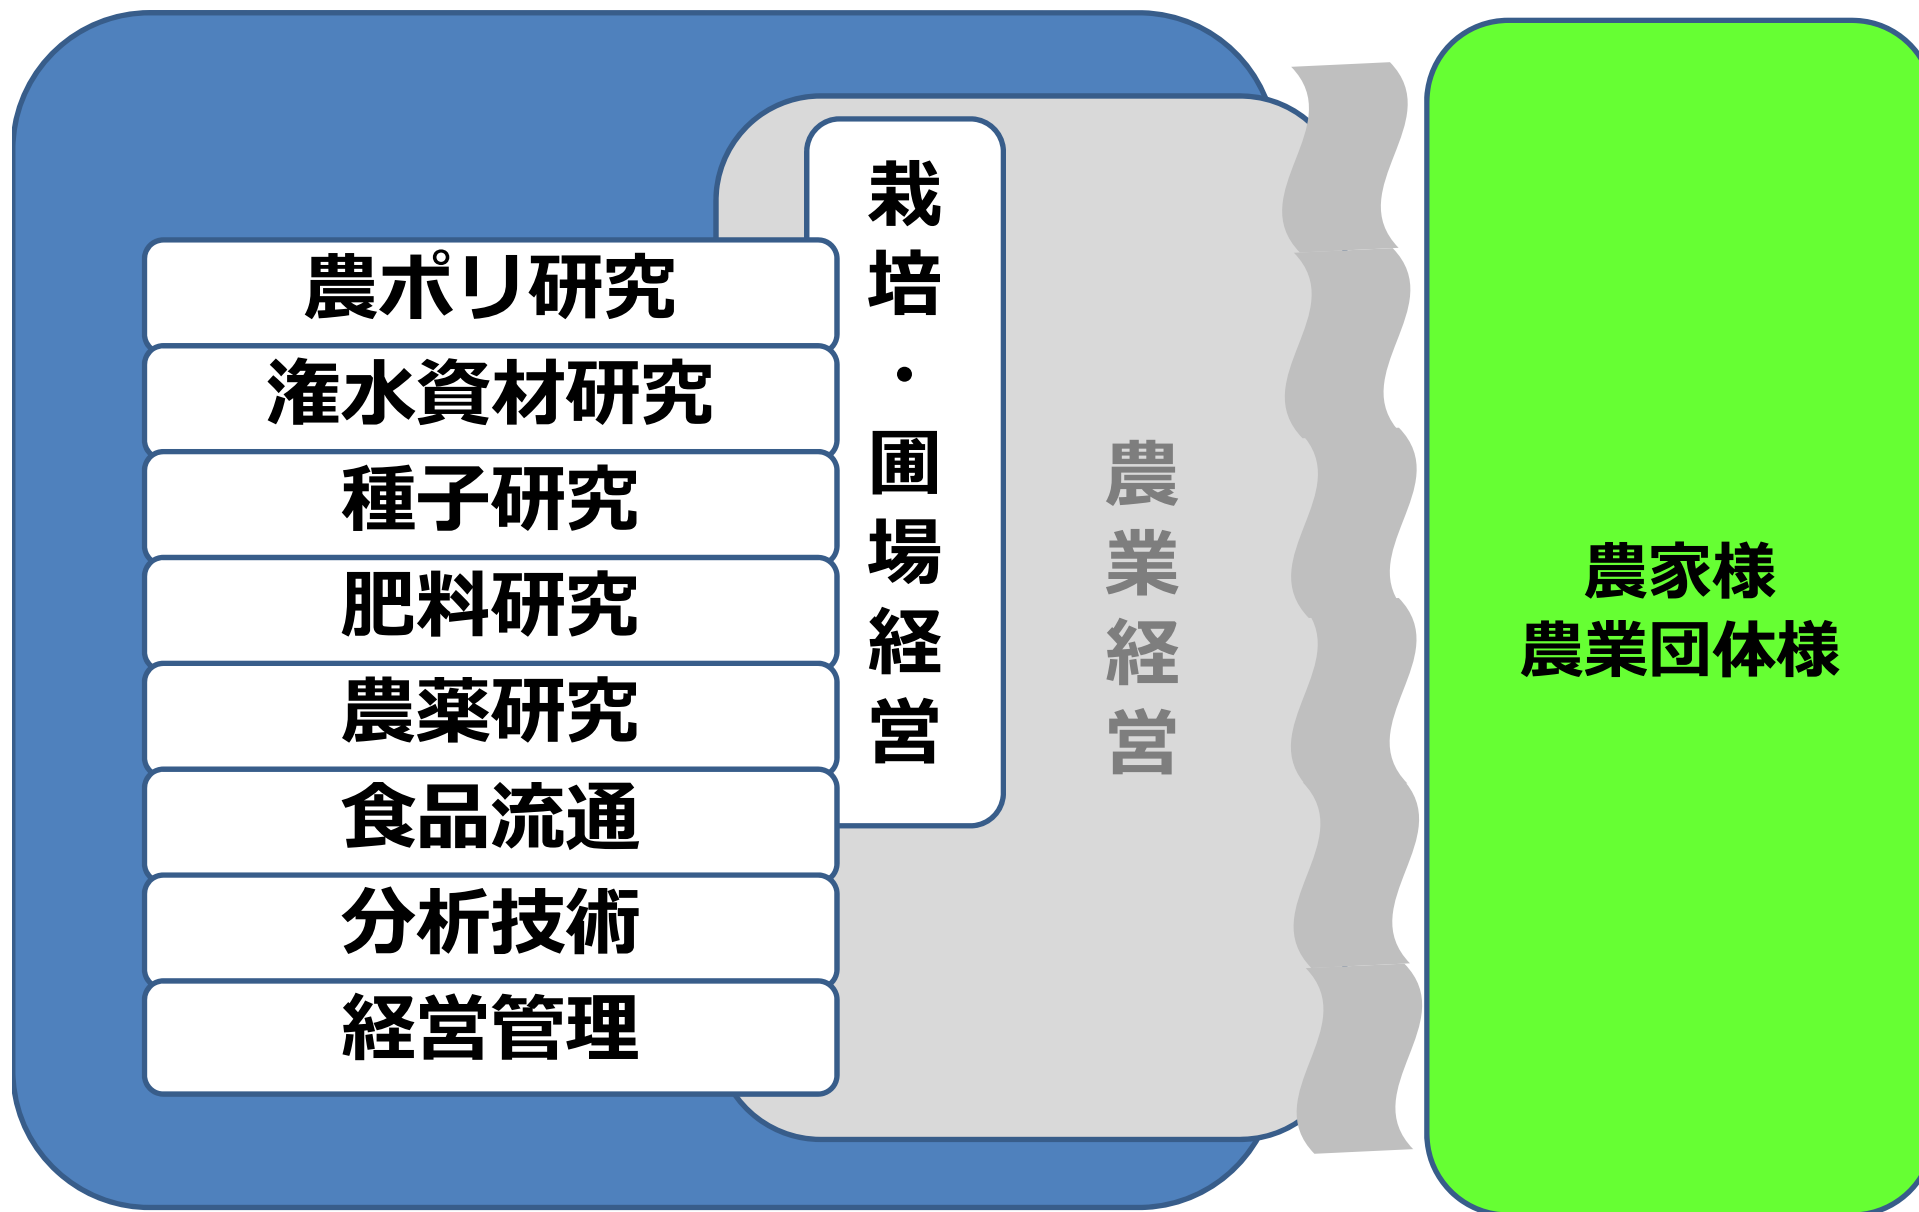 農ポリ研究
潅水資材研究
種子研究
肥料研究
農薬研究
食品流通
分析技術
経営管理
栽培・圃場経営
農業経営
農家様
農業団体様